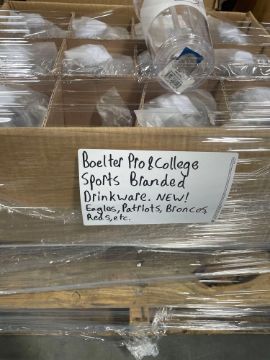 Boelter Pro & College
Sports Branded
Drinkware. NEW!
Eagles, Patriots, Broncos,
Reds, etc.